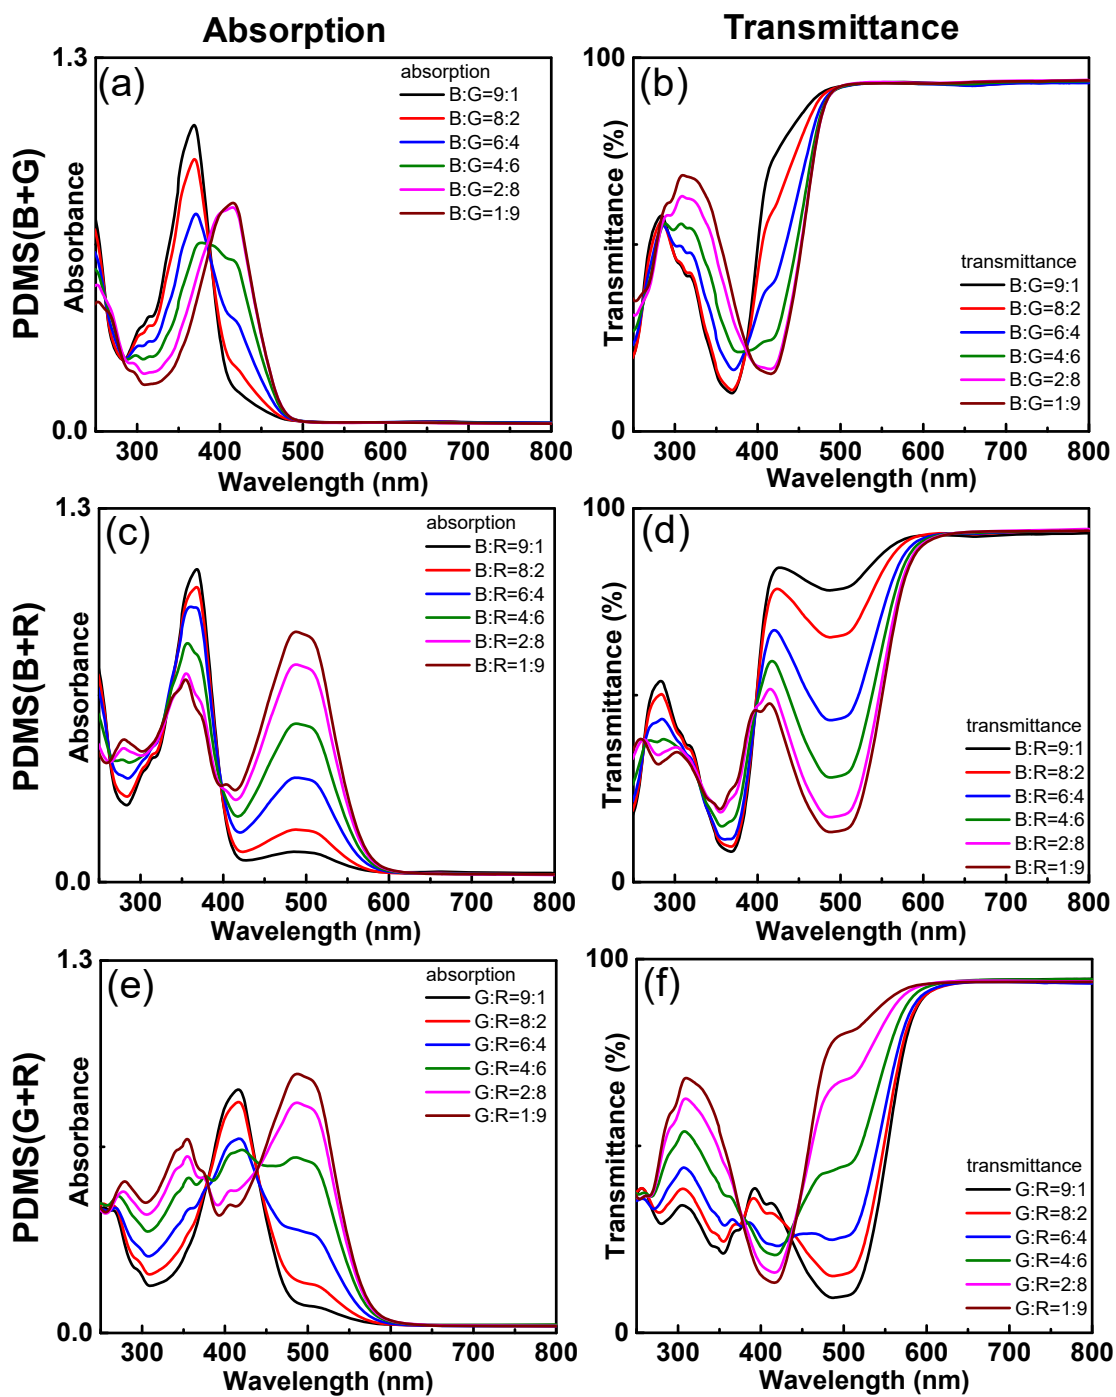 Absorption
Transmittance
PDMS(B+G)
(a)
absorption
B:G=9:1
B:G=8:2
B:G=6:4
B:G=4:6
B:G=2:8
B:G=1:9
1.3
0.0
Absorbance
300 400 500 600 700 800
Wavelength (nm)
(b)
100
0
Transmittance (%)
transmittance
B:G=9:1
B:G=8:2
B:G=6:4
B:G=4:6
B:G=2:8
B:G=1:9
300 400 500 600 700 800
Wavelength (nm)
PDMS(B+R)
(c)
absorption
B:R=9:1
B:R=8:2
B:R=6:4
B:R=4:6
B:R=2:8
B:R=1:9
1.3
0.0
Absorbance
300 400 500 600 700 800
Wavelength (nm)
(d)
100
0
Transmittance (%)
transmittance
B:R=9:1
B:R=8:2
B:R=6:4
B:R=4:6
B:R=2:8
B:R=1:9
300 400 500 600 700 800
Wavelength (nm)
PDMS(G+R)
(e)
absorption
G:R=9:1
G:R=8:2
G:R=6:4
G:R=4:6
G:R=2:8
G:R=1:9
1.3
0.0
Absorbance
300 400 500 600 700 800
Wavelength (nm)
(f)
100
0
Transmittance (%)
transmittance
G:R=9:1
G:R=8:2
G:R=6:4
G:R=4:6
G:R=2:8
G:R=1:9
300 400 500 600 700 800
Wavelength (nm)